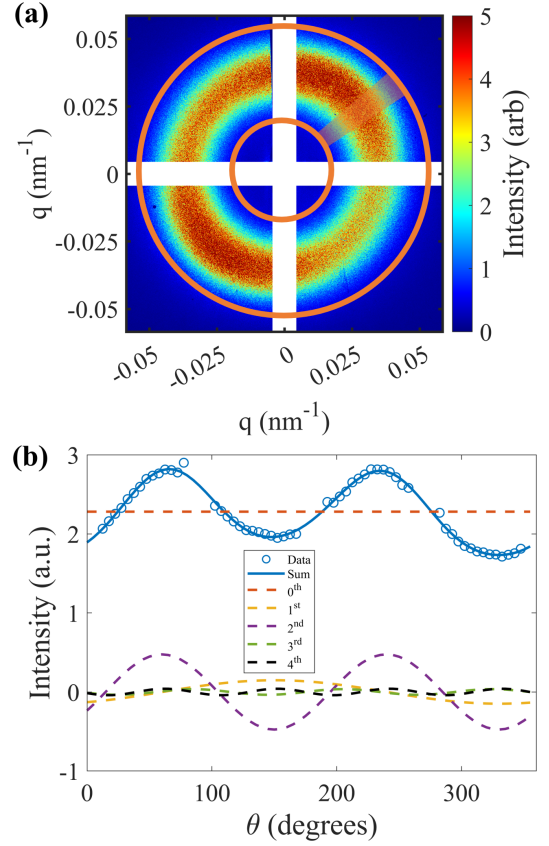 (a)
0.05
0.025
0
-0.025
-0.05
q (nm-1)
-0.05
-0.025
0
0.025
0.05
q (nm-1)
5
4
3
2
1
0
Intensity (arb)
(b)
3
2
1
0
-1
Intensity (a.u.)
Data
Sum
0th
1st
2nd
3rd
4th
0
100
200
300
θ (degrees)